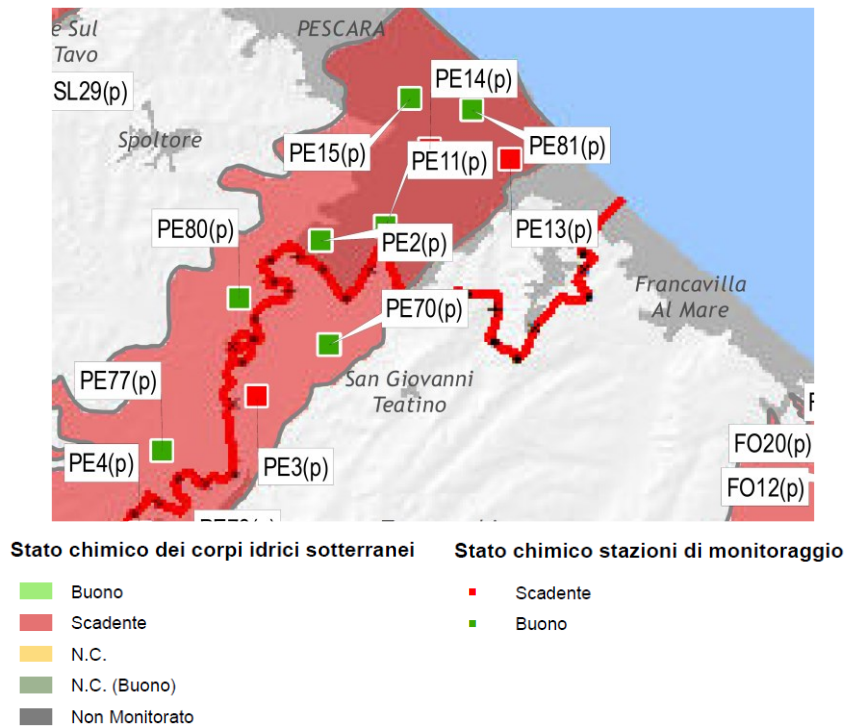 e Sul
Tavo
PESCARA
SL29(p)
PE14(p)
Spoltore
PE15(p)
PE11(p)
PE81(p)
PE80(p)
PE2(p)
PE13(p)
Francavilla
Al Mare
PE70(p)
PE77(p)
San Giovanni
Teatino
PE4(p)
PE3(p)
FO20(p)
FO12(p)
Stato chimico dei corpi idrici sotterranei
Buono
Scadente
N.C.
N.C. (Buono)
Non Monitorato
Stato chimico stazioni di monitoraggio
Scadente
Buono